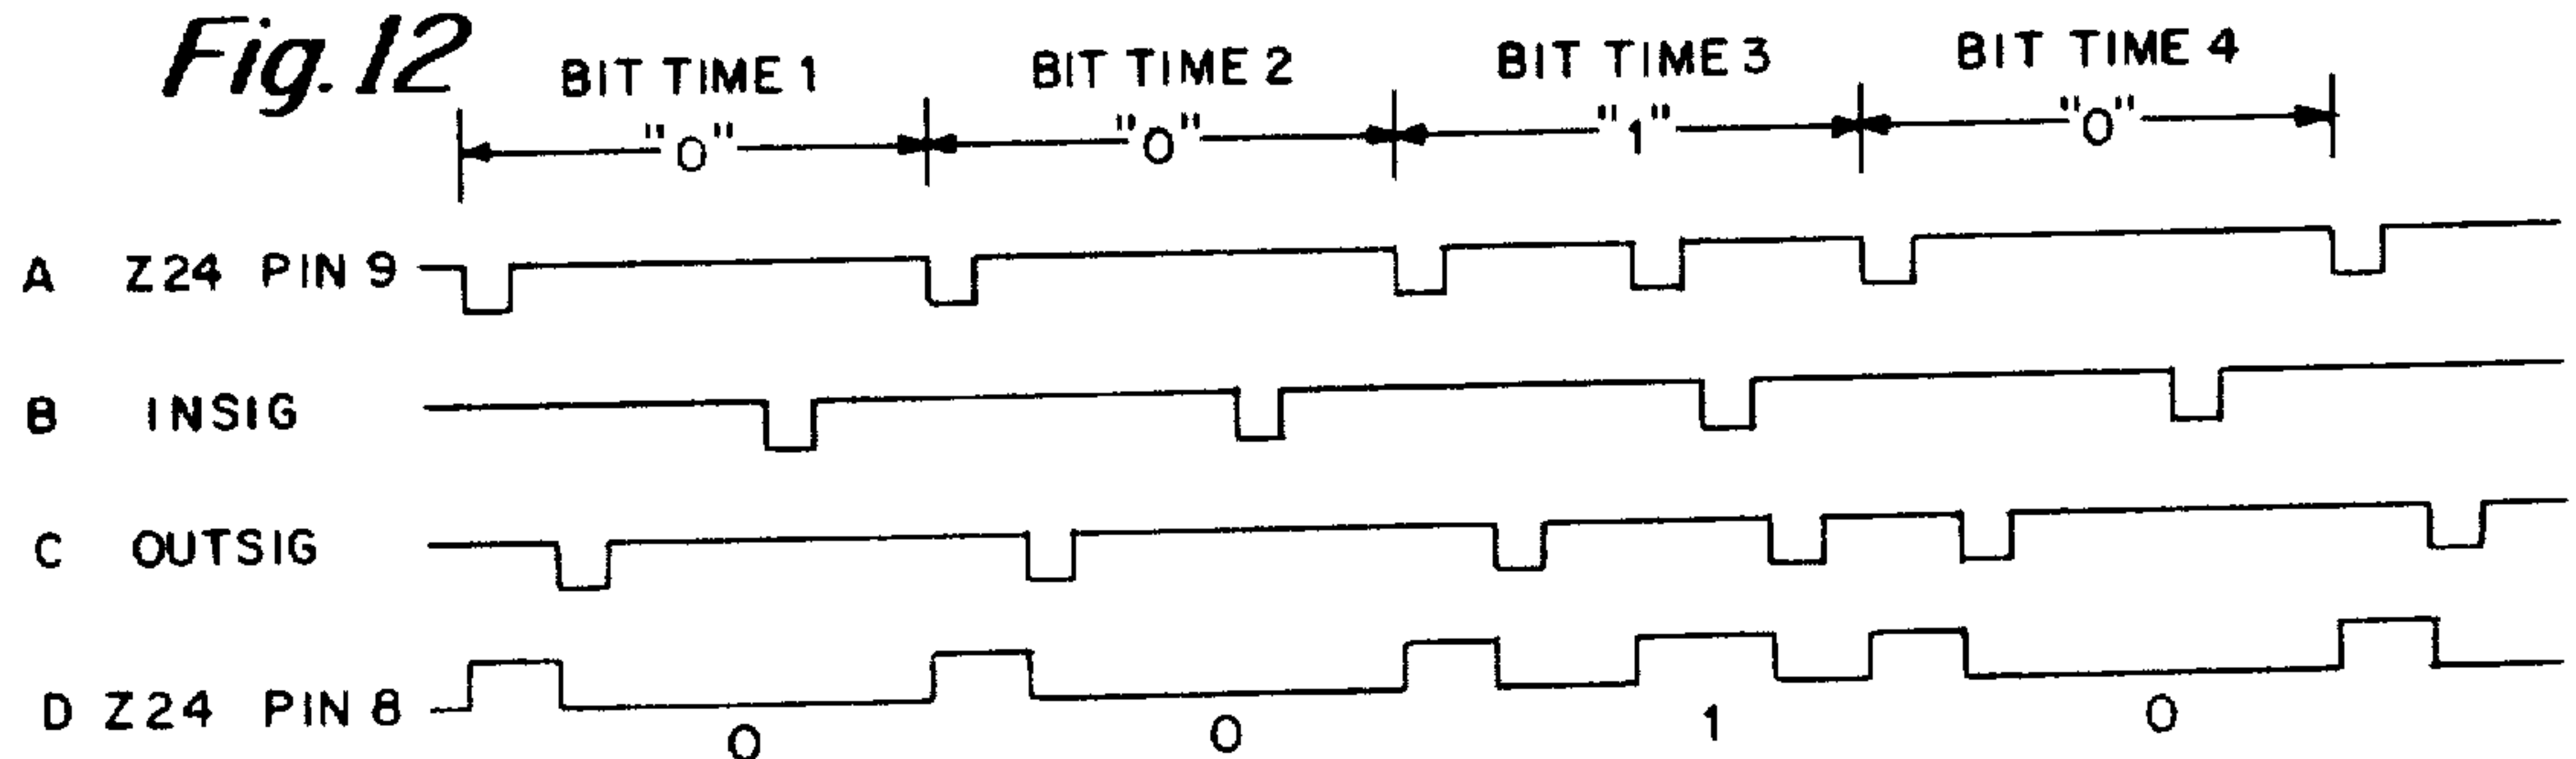 Fig. 12
BIT TIME 1 BIT TIME 2 BIT TIME 3 BIT TIME 4
"0" "0" "1" "0"
A Z24 PIN 9
B INSIG
C OUTSIG
D Z24 PIN 8
0 0 1 0